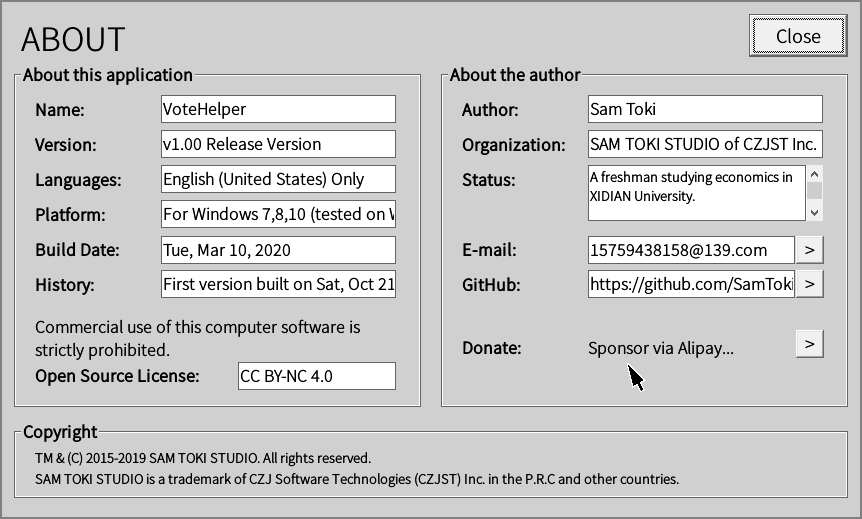 ABOUT
Close
About this application
Name: VoteHelper
Version: v1.00 Release Version
Languages: English (United States) Only
Platform: For Windows 7,8,10 (tested on
Build Date: Tue, Mar 10, 2020
History: First version built on Sat, Oct 21
Commercial use of this computer software is
strictly prohibited.
Open Source License: CC BY-NC 4.0
About the author
Author: Sam Toki
Organization: SAM TOKI STUDIO of CZJST Inc.
Status: A freshman studying economics in
XIDIAN University.
E-mail: 15759438158@139.com >
GitHub: https://github.com/SamToki >
Donate: Sponsor via Alipay... >
Copyright
TM & (C) 2015-2019 SAM TOKI STUDIO. All rights reserved.
SAM TOKI STUDIO is a trademark of CZJ Software Technologies (CZJST) Inc. in the P.R.C and other countries.